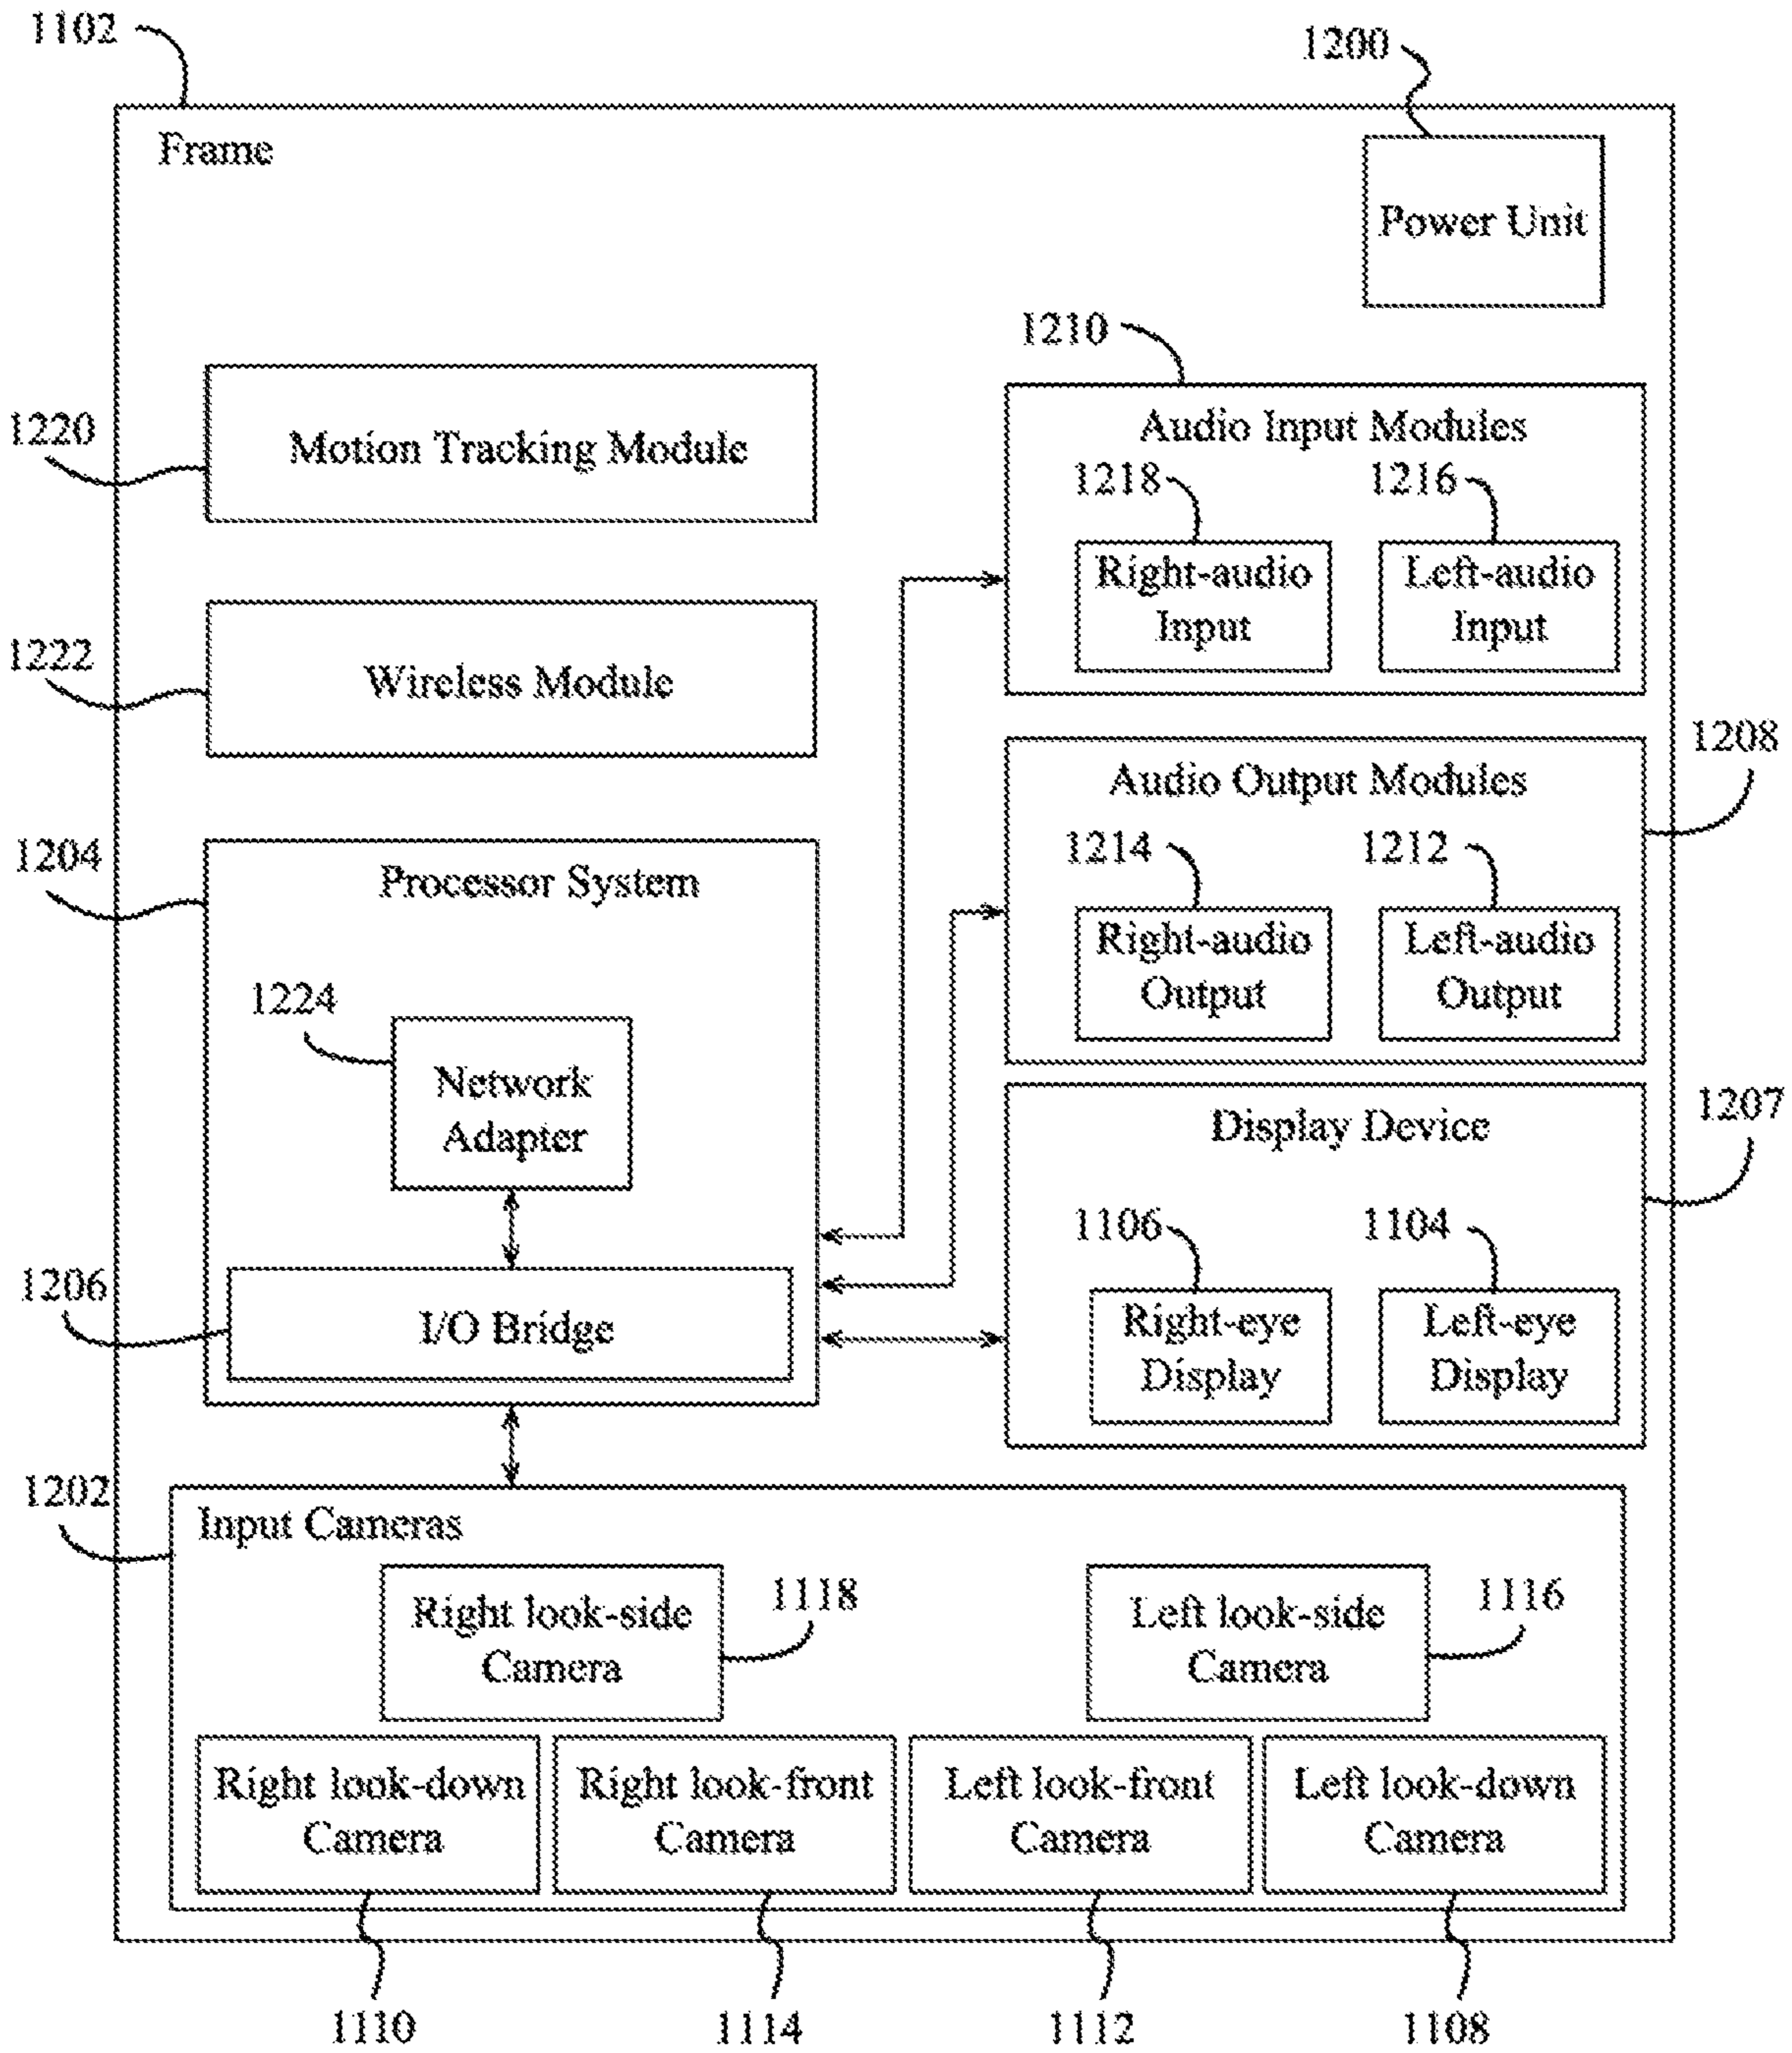 1102
1200
Frame
Power Unit
1210
1220
Motion Tracking Module
Audio Input Modules
1218
1216
Right-audio
Input
Left-audio
Input
1222
Wireless Module
1208
Audio Output Modules
1214
1212
Right-audio
Output
Left-audio
Output
1204
Processor System
1224
Network
Adapter
1207
Display Device
1106
1104
Right-eye
Display
Left-eye
Display
1206
I/O Bridge
1202
Input Cameras
Right look-side
Camera
1118
Left look-side
Camera
1116
Right look-down
Camera
Right look-front
Camera
Left look-front
Camera
Left look-down
Camera
1110
1114
1112
1108